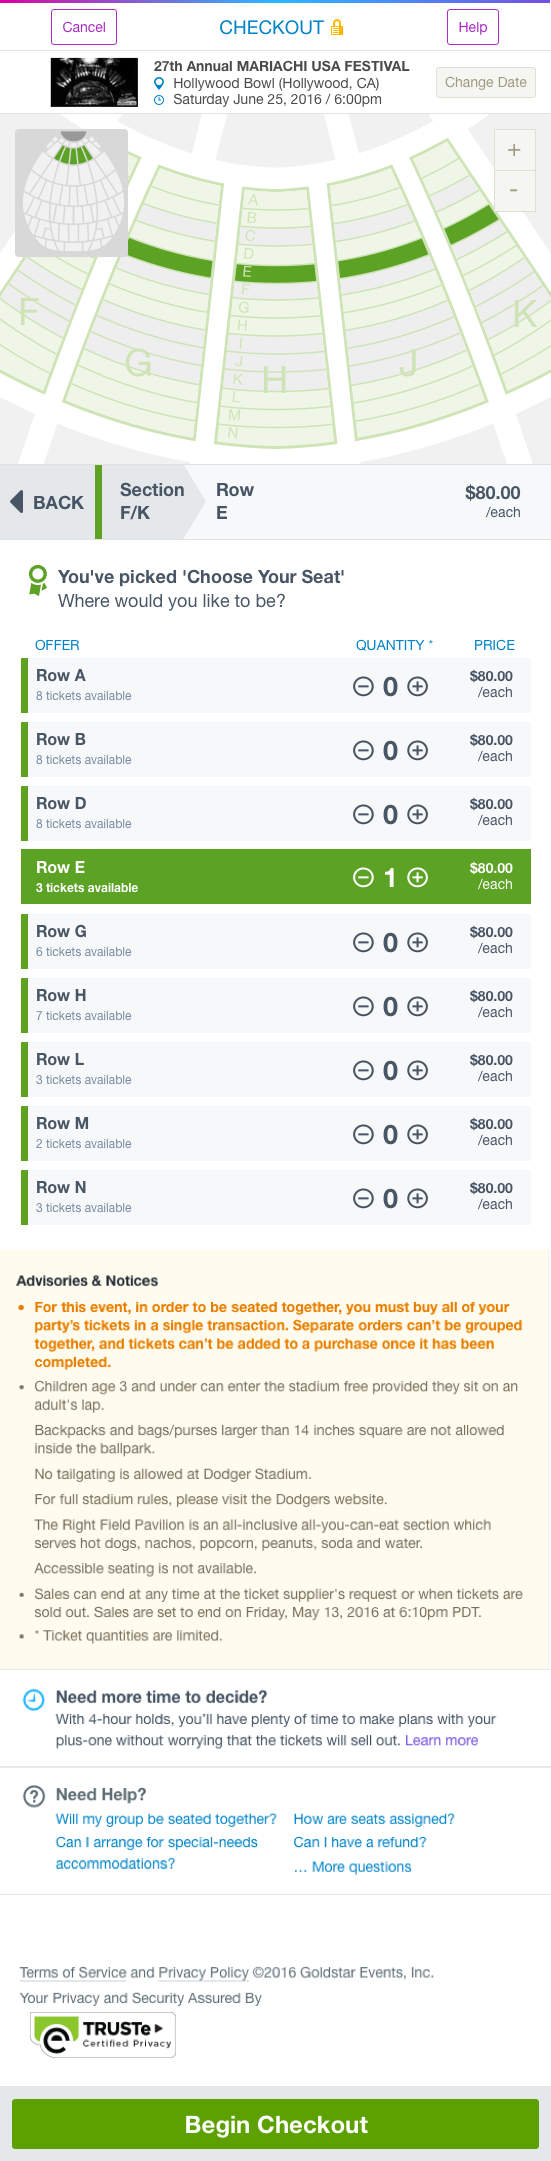 Cancel
CHECKOUT
Help
27th Annual MARIACHI USA FESTIVAL
Hollywood Bowl (Hollywood, CA)
Saturday June 25, 2016 / 6:00pm
Change Date
+
-
A
B
C
D
E
F
G
H
I
J
K
L
M
N
F
G
H
J
K
BACK
Section
F/K
Row
E
$80.00
/each
You've picked 'Choose Your Seat'
Where would you like to be?
OFFER QUANTITY * PRICE
Row A
8 tickets available
0
$80.00
/each
Row B
8 tickets available
0
$80.00
/each
Row D
8 tickets available
0
$80.00
/each
Row E
3 tickets available
1
$80.00
/each
Row G
6 tickets available
0
$80.00
/each
Row H
7 tickets available
0
$80.00
/each
Row L
3 tickets available
0
$80.00
/each
Row M
2 tickets available
0
$80.00
/each
Row N
3 tickets available
0
$80.00
/each
Advisories & Notices
• For this event, in order to be seated together, you must buy all of your
party's tickets in a single transaction. Separate orders can't be grouped
together, and tickets can't be added to a purchase once it has been
completed.
• Children age 3 and under can enter the stadium free provided they sit on an
adult's lap.
Backpacks and bags/purses larger than 14 inches square are not allowed
inside the ballpark.
No tailgating is allowed at Dodger Stadium.
For full stadium rules, please visit the Dodgers website.
The Right Field Pavilion is an all-inclusive all-you-can-eat section which
serves hot dogs, nachos, popcorn, peanuts, soda and water.
Accessible seating is not available.
• Sales can end at any time at the ticket supplier's request or when tickets are
sold out. Sales are set to end on Friday, May 13, 2016 at 6:10pm PDT.
• * Ticket quantities are limited.
Need more time to decide?
With 4-hour holds, you'll have plenty of time to make plans with your
plus-one without worrying that the tickets will sell out. Learn more
Need Help?
Will my group be seated together?
Can I arrange for special-needs
accommodations?
How are seats assigned?
Can I have a refund?
... More questions
Terms of Service and Privacy Policy ©2016 Goldstar Events, Inc.
Your Privacy and Security Assured By
TRUSTe
Certified Privacy
Begin Checkout